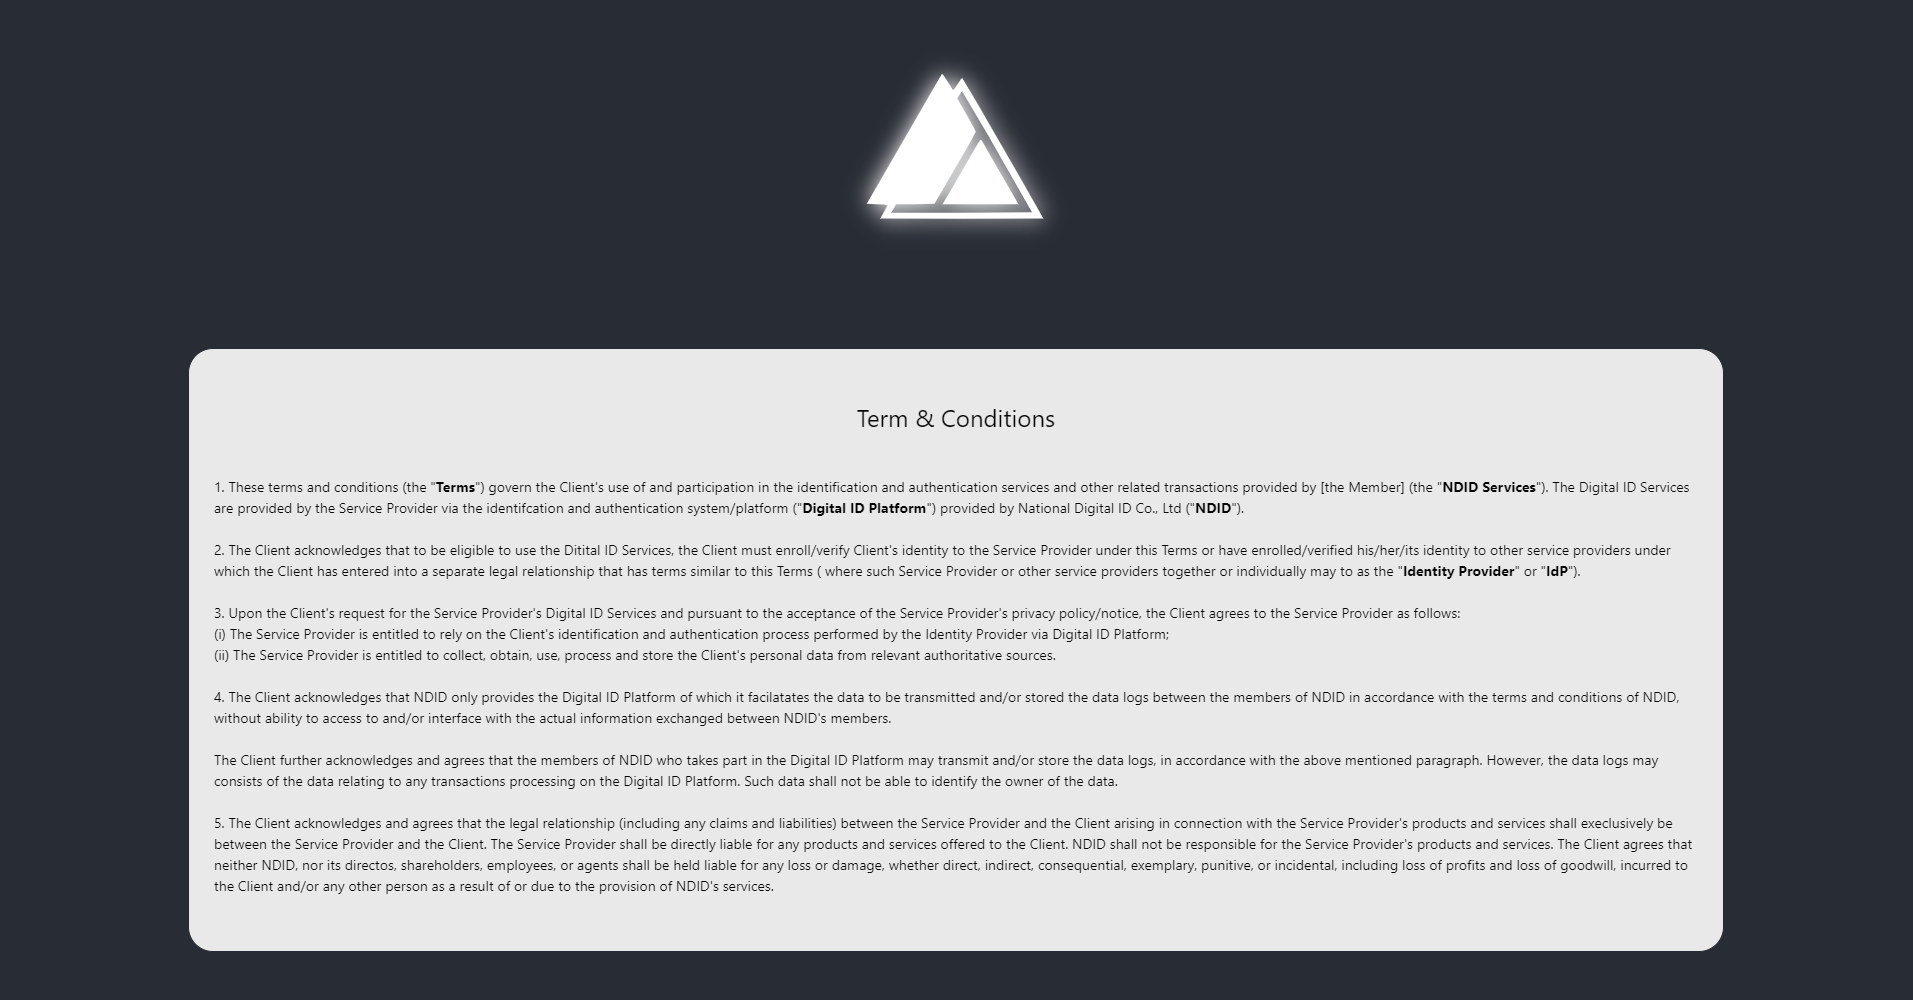 Term & Conditions
1. These terms and conditions (the "Terms") govern the Client's use of and participation in the identification and authentication services and other related transactions provided by [the Member] (the "NDID Services"). The Digital ID Services
are provided by the Service Provider via the identifcation and authentication system/platform ("Digital ID Platform") provided by National Digital ID Co., Ltd ("NDID").
2. The Client acknowledges that to be eligible to use the Ditital ID Services, the Client must enroll/verify Client's identity to the Service Provider under this Terms or have enrolled/verified his/her/its identity to other service providers under
which the Client has entered into a separate legal relationship that has terms similar to this Terms ( where such Service Provider or other service providers together or individually may to as the "Identity Provider" or "IdP").
3. Upon the Client's request for the Service Provider's Digital ID Services and pursuant to the acceptance of the Service Provider's privacy policy/notice, the Client agrees to the Service Provider as follows:
(i) The Service Provider is entitled to rely on the Client's identification and authentication process performed by the Identity Provider via Digital ID Platform;
(ii) The Service Provider is entitled to collect, obtain, use, process and store the Client's personal data from relevant authoritative sources.
4. The Client acknowledges that NDID only provides the Digital ID Platform of which it facilatates the data to be transmitted and/or stored the data logs between the members of NDID in accordance with the terms and conditions of NDID,
without ability to access to and/or interface with the actual information exchanged between NDID's members.
The Client further acknowledges and agrees that the members of NDID who takes part in the Digital ID Platform may transmit and/or store the data logs, in accordance with the above mentioned paragraph. However, the data logs may
consists of the data relating to any transactions processing on the Digital ID Platform. Such data shall not be able to identify the owner of the data.
5. The Client acknowledges and agrees that the legal relationship (including any claims and liabilities) between the Service Provider and the Client arising in connection with the Service Provider's products and services shall execlusively be
between the Service Provider and the Client. The Service Provider shall be directly liable for any products and services offered to the Client. NDID shall not be responsible for the Service Provider's products and services. The Client agrees that
neither NDID, nor its directos, shareholders, employees, or agents shall be held liable for any loss or damage, whether direct, indirect, consequential, exemplary, punitive, or incidental, including loss of profits and loss of goodwill, incurred to
the Client and/or any other person as a result of or due to the provision of NDID's services.